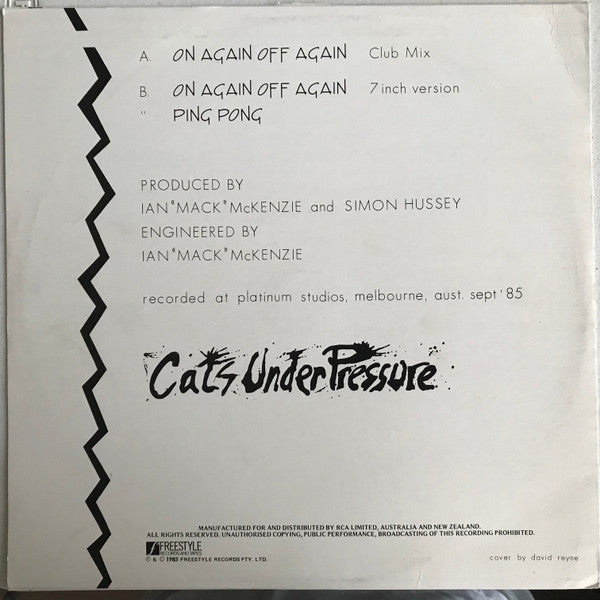 A. ON AGAIN OFF AGAIN Club Mix
B. ON AGAIN OFF AGAIN 7 inch version
" PING PONG
PRODUCED BY
IAN "MACK" McKENZIE and SIMON HUSSEY
ENGINEERED BY
IAN "MACK" McKENZIE
recorded at platinum studios, melbourne, aust. sept '85
Cats Under Pressure
MANUFACTURED FOR AND DISTRIBUTED BY RCA LIMITED, AUSTRALIA AND NEW ZEALAND.
ALL RIGHTS RESERVED. UNAUTHORISED COPYING, PUBLIC PERFORMANCE, BROADCASTING OF THIS RECORDING PROHIBITED.
FREESTYLE
RECORDS AND TAPES
℗ & © 1985 FREESTYLE RECORDS PTY. LTD.
cover by david reyne